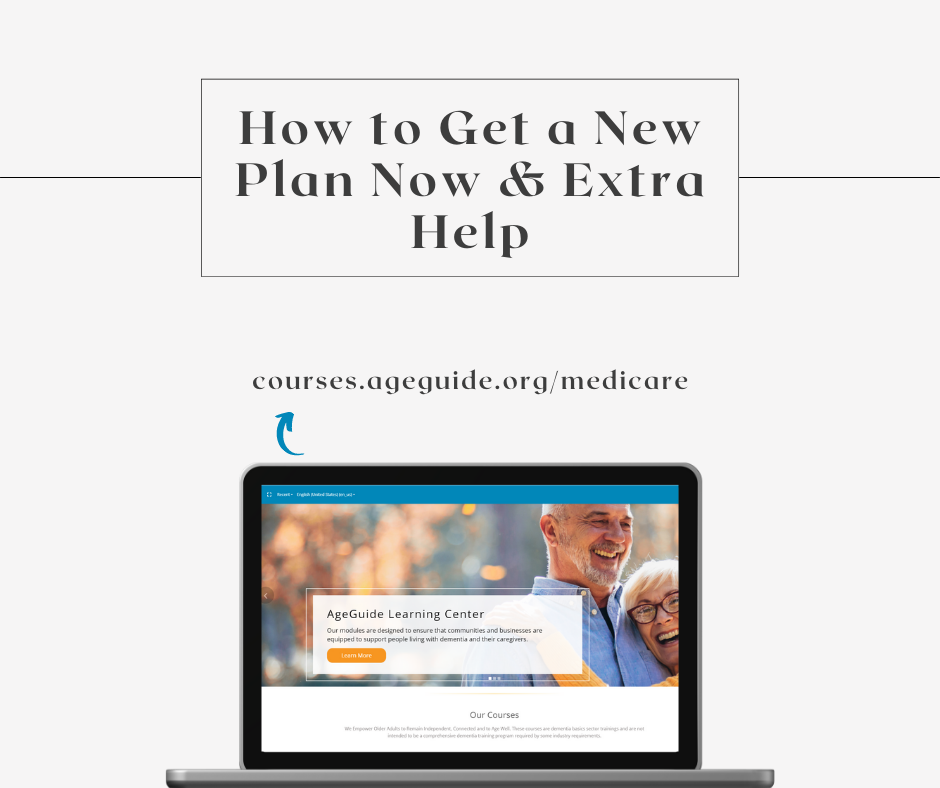 How to Get a New
Plan Now & Extra
Help
courses.ageguide.org/medicare
Recent English (United States) (en_us)
AgeGuide Learning Center
Our modules are designed to ensure that communities and businesses are
equipped to support people living with dementia and their caregivers.
Learn More
Our Courses
We Empower Older Adults to Remain Independent, Connected and to Age Well. These courses are dementia basics sector trainings and are not
intended to be a comprehensive dementia training program required by some industry requirements.